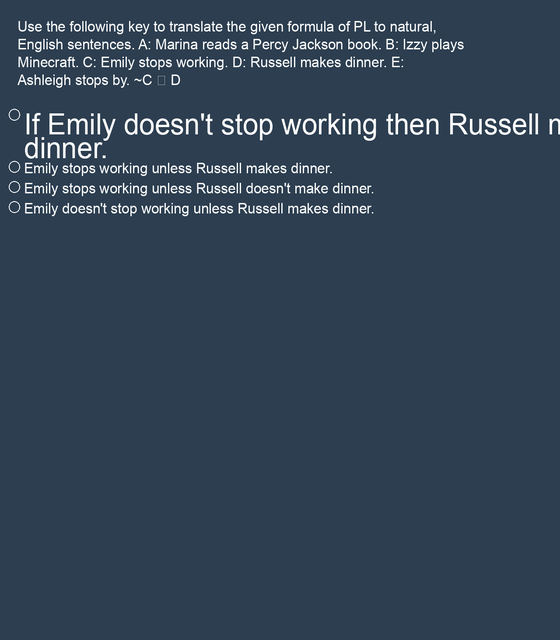 Use the following key to translate the given formula of PL to natural,
English sentences. A: Marina reads a Percy Jackson book. B: Izzy plays
Minecraft. C: Emily stops working. D: Russell makes dinner. E:
Ashleigh stops by. ~C □ D
If Emily doesn't stop working then Russell
dinner.
Emily stops working unless Russell makes dinner.
Emily stops working unless Russell doesn't make dinner.
Emily doesn't stop working unless Russell makes dinner.